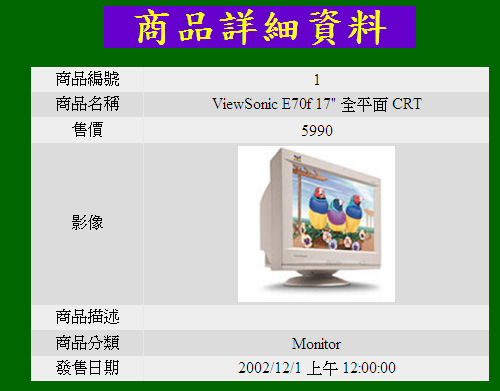 商品詳細資料
商品編號 1
商品名稱 ViewSonic E70f 17" 全平面 CRT
售價 5990
影像
商品描述
商品分類 Monitor
發售日期 2002/12/1 上午 12:00:00